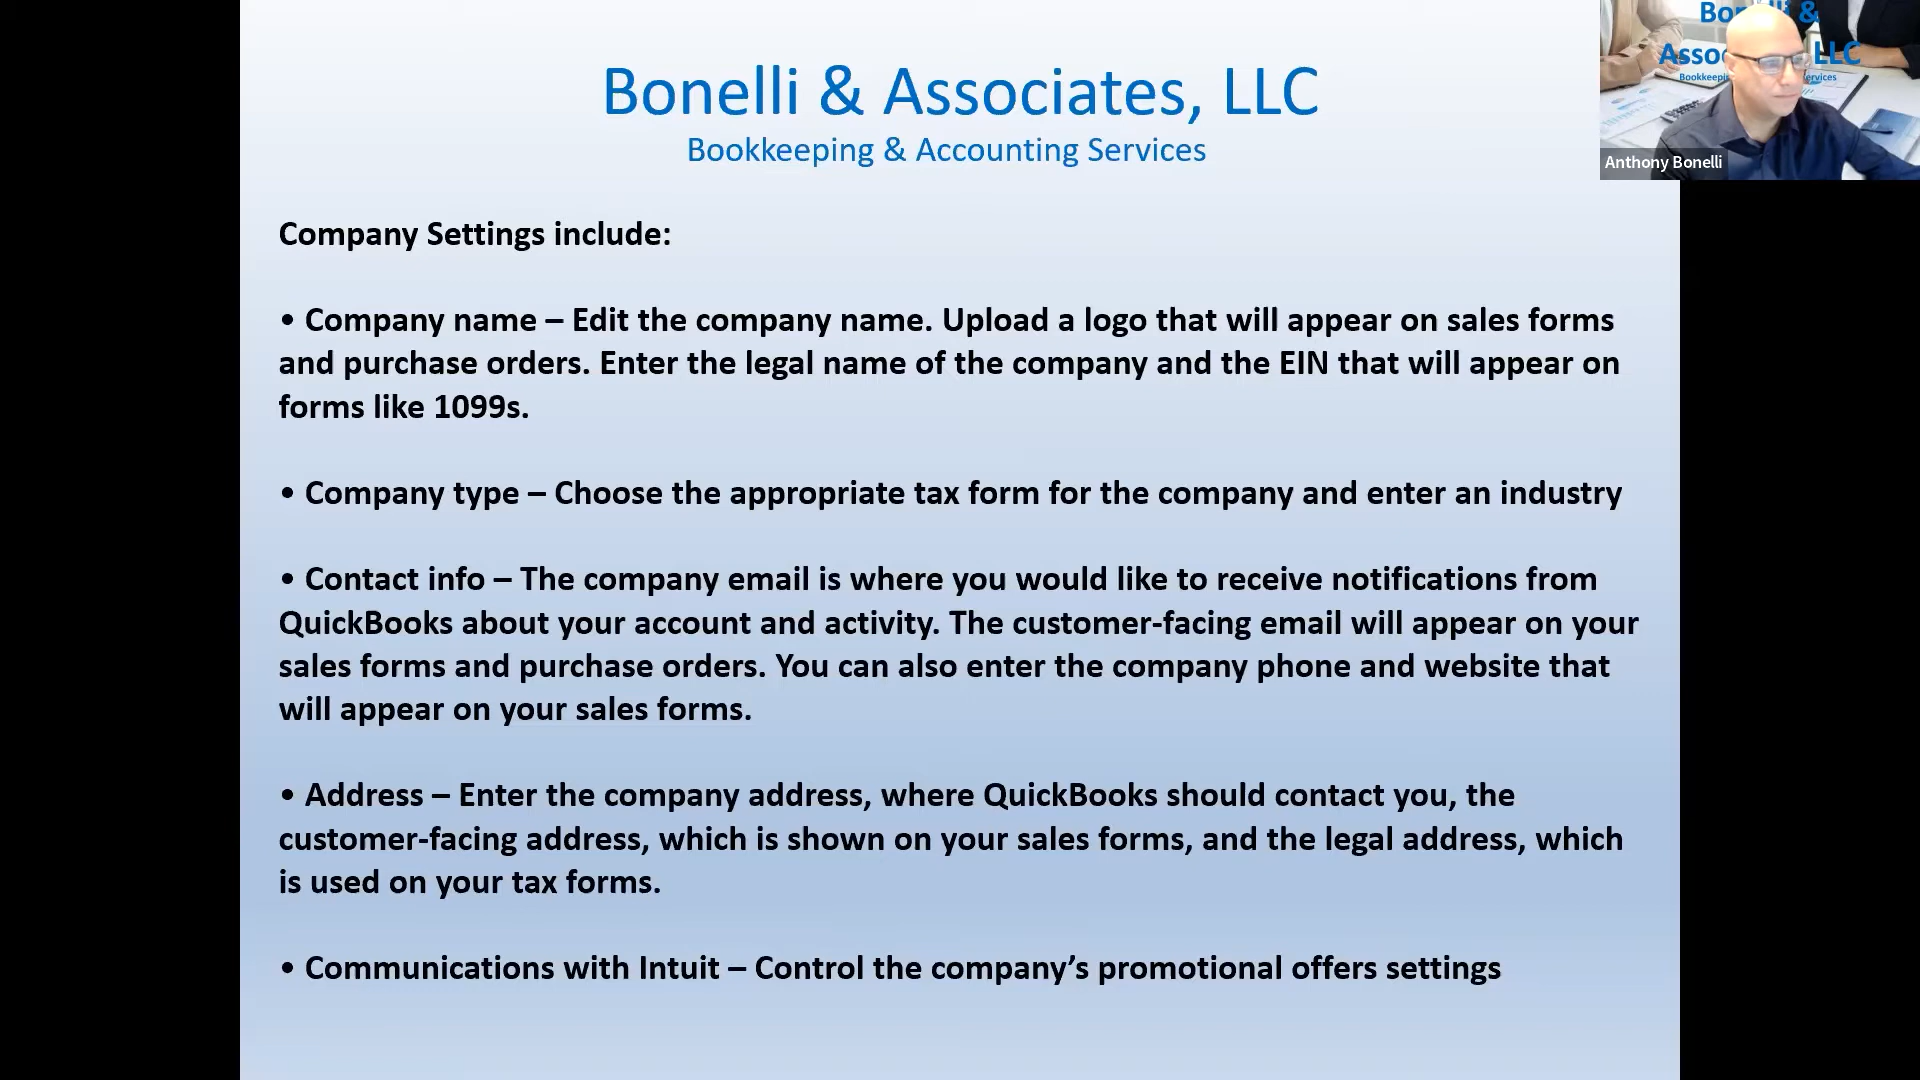 Bonelli & Associates, LLC
Bookkeeping & Accounting Services
Company Settings include:
• Company name – Edit the company name. Upload a logo that will appear on sales forms
and purchase orders. Enter the legal name of the company and the EIN that will appear on
forms like 1099s.
• Company type – Choose the appropriate tax form for the company and enter an industry
• Contact info – The company email is where you would like to receive notifications from
QuickBooks about your account and activity. The customer-facing email will appear on your
sales forms and purchase orders. You can also enter the company phone and website that
will appear on your sales forms.
• Address – Enter the company address, where QuickBooks should contact you, the
customer-facing address, which is shown on your sales forms, and the legal address, which
is used on your tax forms.
• Communications with Intuit – Control the company’s promotional offers settings
&
LLC
Anthony Bonelli